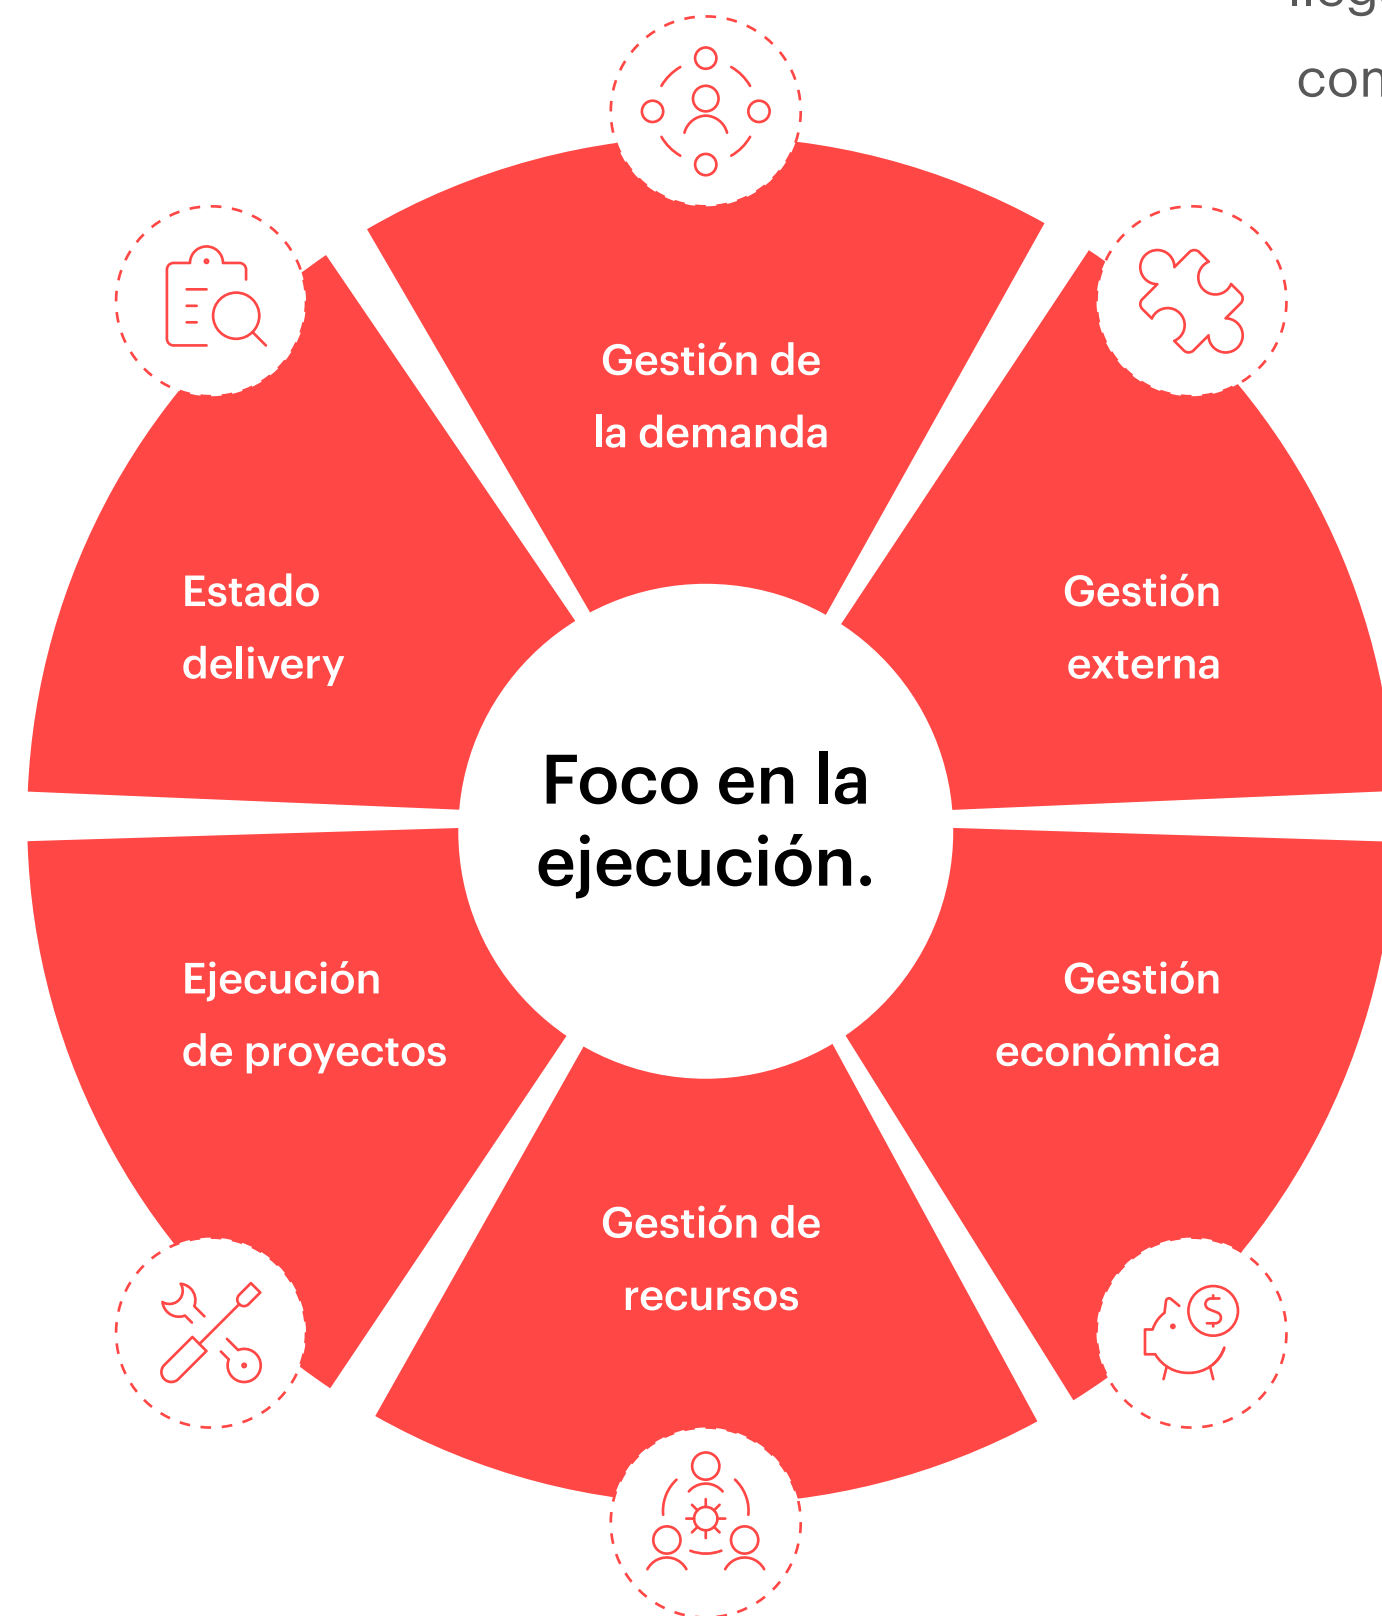 com
Gestión de
la demanda
Gestión
externa
Gestión
económica
Gestión de
recursos
Ejecución
de proyectos
Estado
delivery
Foco en la
ejecución.
$